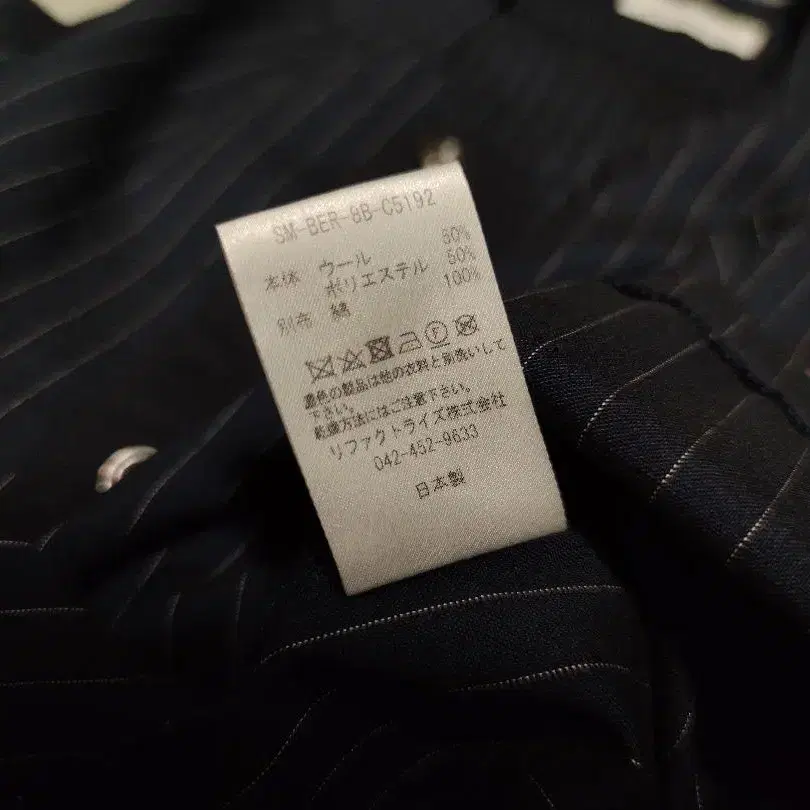 SM-BER-8B-C5192
本体 ウール 50%
ポリエステル 50%
別布 綿 100%
濃色の製品は他の衣料と別洗いして
下さい。
乾燥方法にはご注意下さい。
リファクトライズ株式会社
042-452-9633
日本製